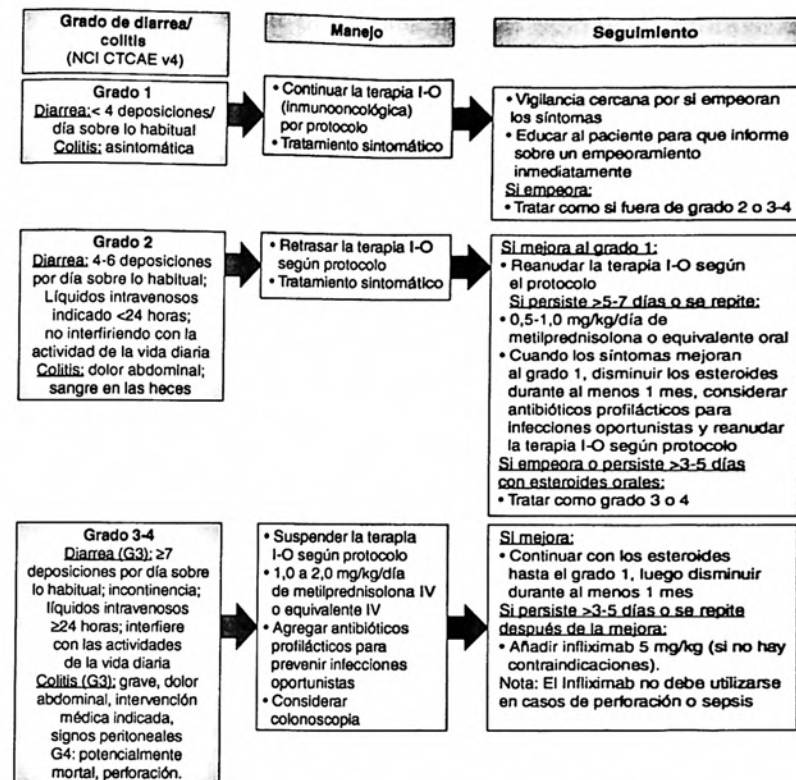 Grado de diarrea/
colitis
(NCI CTCAE v4)
Manejo
Seguimiento
Grado 1
Diarrea:< 4 deposiciones/
día sobre lo habitual
Colitis: asintomática
• Continuar la terapia I-O
(inmunooncológica)
por protocolo
• Tratamiento sintomático
• Vigilancia cercana por si empeoran
los síntomas
• Educar al paciente para que informe
sobre un empeoramiento
inmediatamente
Si empeora:
• Tratar como si fuera de grado 2 o 3-4
Grado 2
Diarrea: 4-6 deposiciones
por día sobre lo habitual;
Líquidos intravenosos
indicado <24 horas;
no interfiriendo con la
actividad de la vida diaria
Colitis: dolor abdominal;
sangre en las heces
• Retrasar la terapia I-O
según protocolo
• Tratamiento sintomático
Si mejora al grado 1:
• Reanudar la terapia I-O según
el protocolo
Si persiste >5-7 días o se repite:
• 0,5-1,0 mg/kg/día de
metilprednisolona o equivalente oral
• Cuando los síntomas mejoran
al grado 1, disminuir los esteroides
durante al menos 1 mes, considerar
antibióticos profilácticos para
infecciones oportunistas y reanudar
la terapia I-O según protocolo
Si empeora o persiste >3-5 días
con esteroides orales:
• Tratar como grado 3 o 4
Grado 3-4
Diarrea (G3): ≥7
deposiciones por día sobre
lo habitual; incontinencia;
líquidos intravenosos
≥24 horas; interfiere
con las actividades
de la vida diaria
Colitis (G3): grave, dolor
abdominal, intervención
médica indicada,
signos peritoneales
G4: potencialmente
mortal, perforación.
• Suspender la terapia
I-O según protocolo
• 1,0 a 2,0 mg/kg/día
de metilprednisolona IV
o equivalente IV
• Agregar antibióticos
profilácticos para
prevenir infecciones
oportunistas
• Considerar
colonoscopia
Si mejora:
• Continuar con los esteroides
hasta el grado 1, luego disminuir
durante al menos 1 mes
Si persiste >3-5 días o se repite
después de la mejora:
• Añadir infliximab 5 mg/kg (si no hay
contraindicaciones).
Nota: El Infliximab no debe utilizarse
en casos de perforación o sepsis